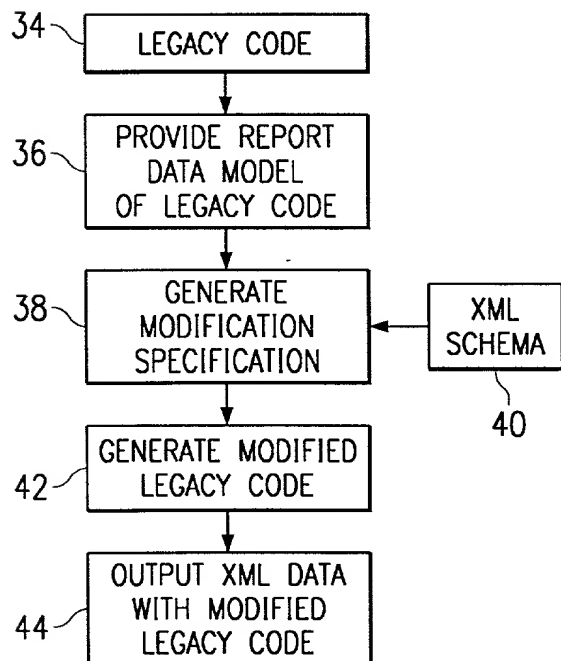 34
LEGACY CODE
36
PROVIDE REPORT
DATA MODEL
OF LEGACY CODE
38
GENERATE
MODIFICATION
SPECIFICATION
XML
SCHEMA
40
42
GENERATE MODIFIED
LEGACY CODE
44
OUTPUT XML DATA
WITH MODIFIED
LEGACY CODE